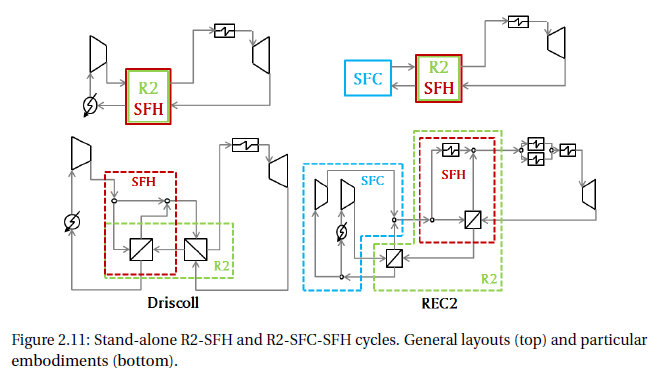 R2
SFH
SFC
R2
SFH
SFH
R2
Driscoll
SFC
SFH
R2
REC2
Figure 2.11: Stand-alone R2-SFH and R2-SFC-SFH cycles. General layouts (top) and particular
embodiments (bottom).